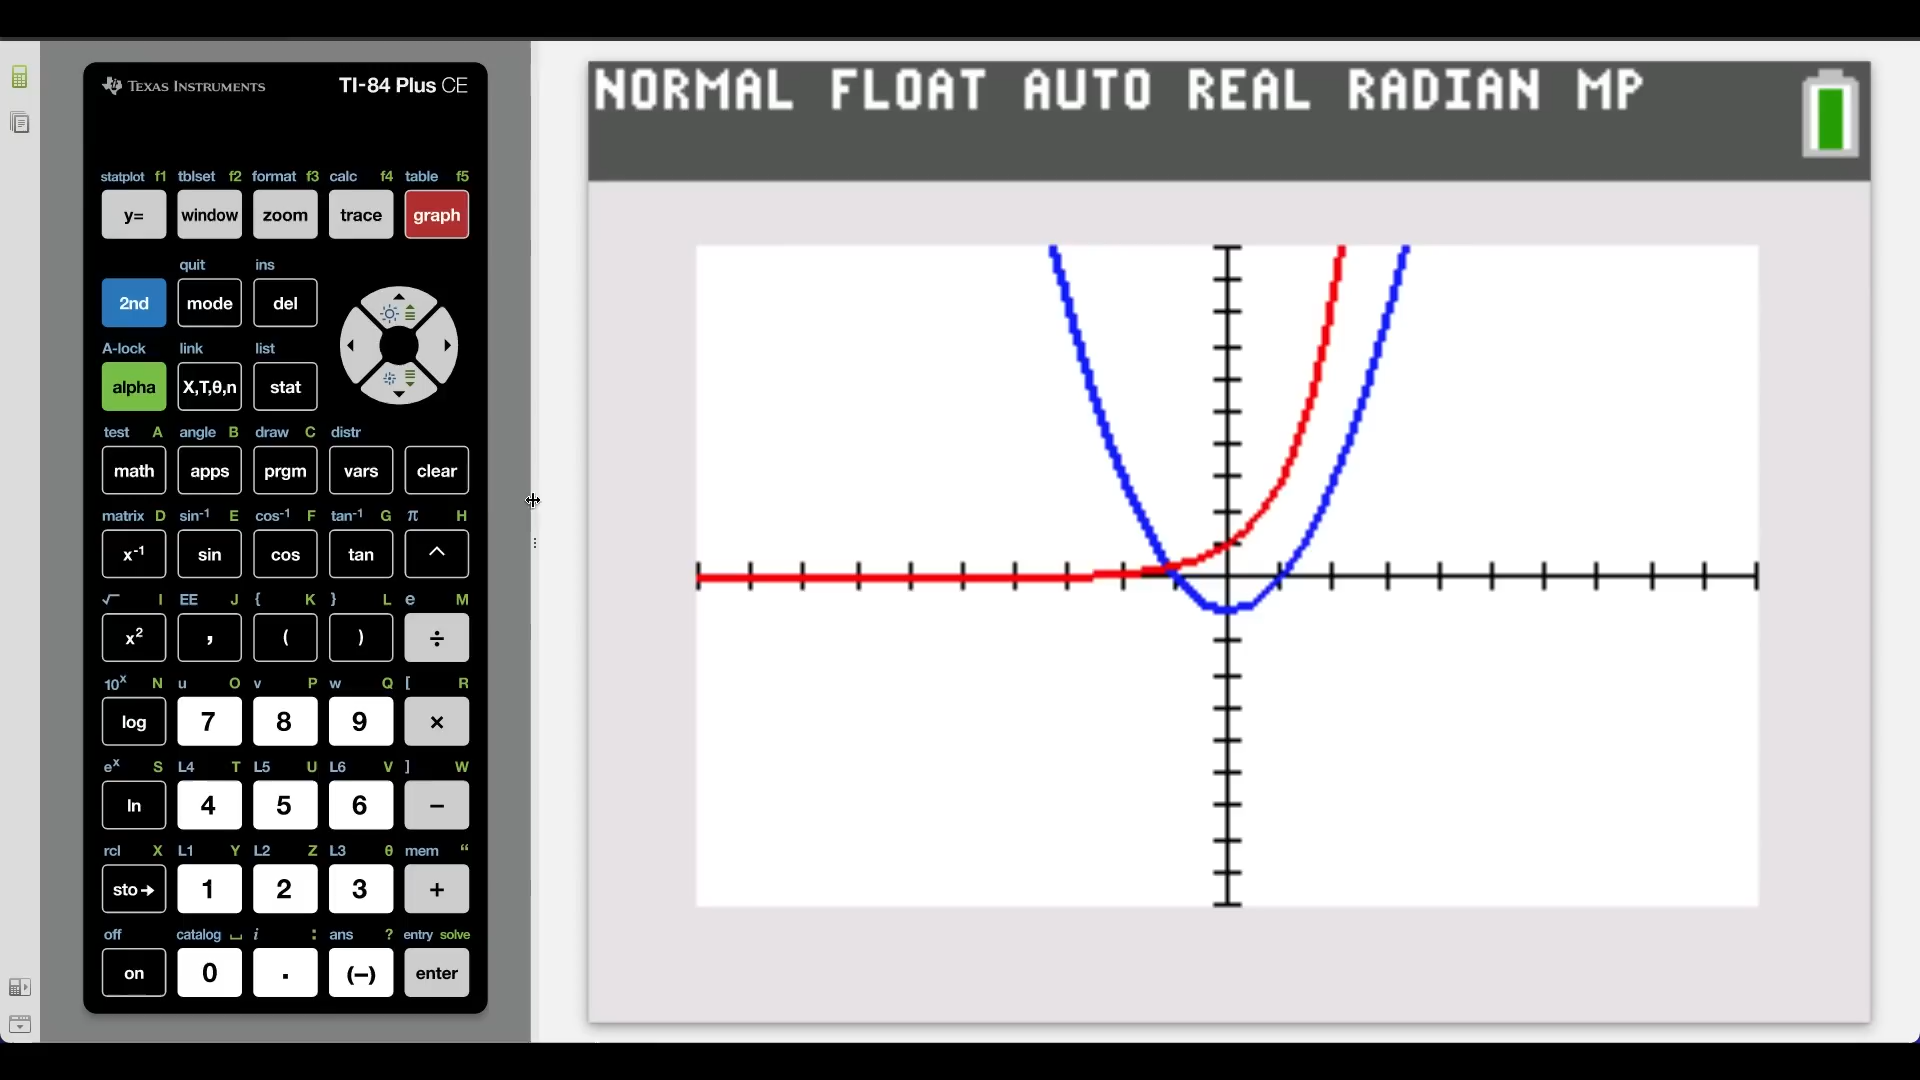 TEXAS INSTRUMENTS TI-84 Plus CE
NORMAL FLOAT AUTO REAL RADIAN MP
statplot f1 tblset f2 format f3 calc f4 table f5
y= window zoom trace graph
quit ins
2nd mode del
A-lock link list
alpha X,T,θ,n stat
test A angle B draw C distr
math apps prgm vars clear
matrix D sin⁻¹ E cos⁻¹ F tan⁻¹ G π H
x⁻¹ sin cos tan ^
√ I EE J { K } L e M
x² , ( ) ÷
10ˣ N u O v P w Q [ R
log 7 8 9 ×
eˣ S L4 T L5 U L6 V ] W
ln 4 5 6 −
rcl X L1 Y L2 Z L3 θ mem “
sto→ 1 2 3 +
off catalog ⎵ i : ans ? entry solve
on 0 . (−) enter